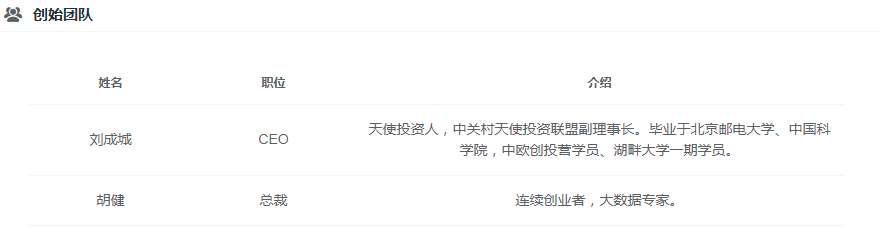 创始团队
姓名 职位 介绍
刘成城 CEO 天使投资人，中关村天使投资联盟副理事长。毕业于北京邮电大学、中国科
学院，中欧创投营学员、湖畔大学一期学员。
胡健 总裁 连续创业者，大数据专家。